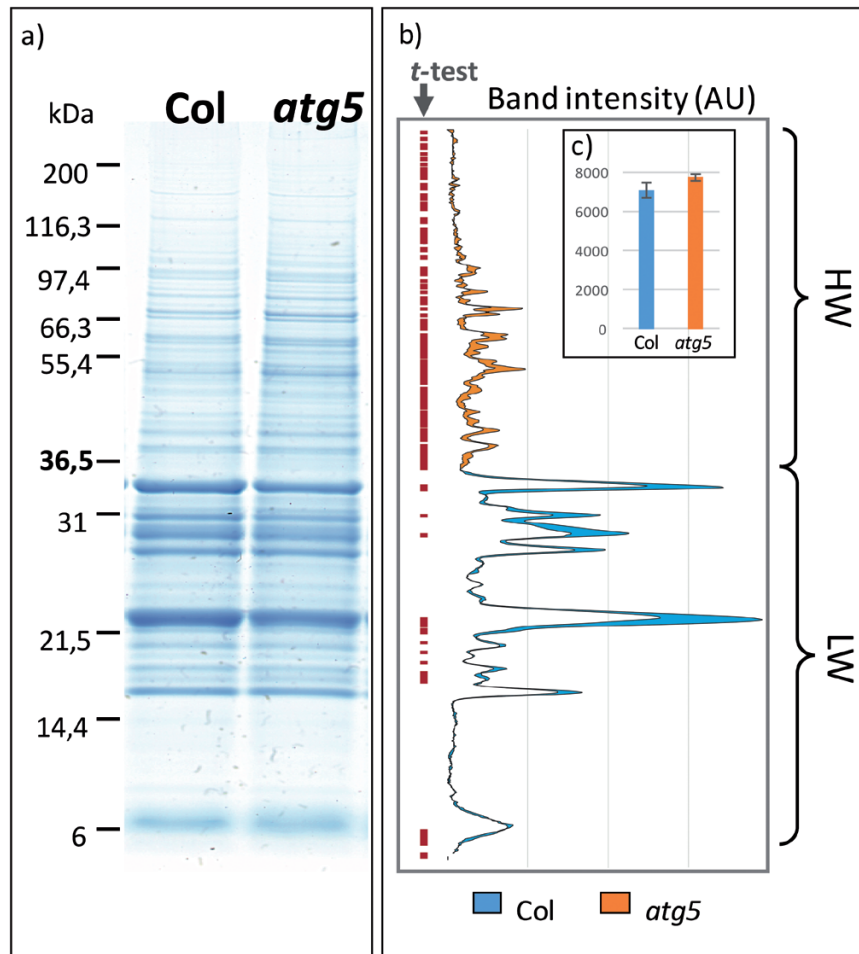 a)
kDa
Col atg5
200
116,3
97,4
66,3
55,4
36,5
31
21,5
14,4
6
b)
t-test
Band intensity (AU)
c)
8000
6000
4000
2000
0
Col atg5
HW
LW
Col atg5